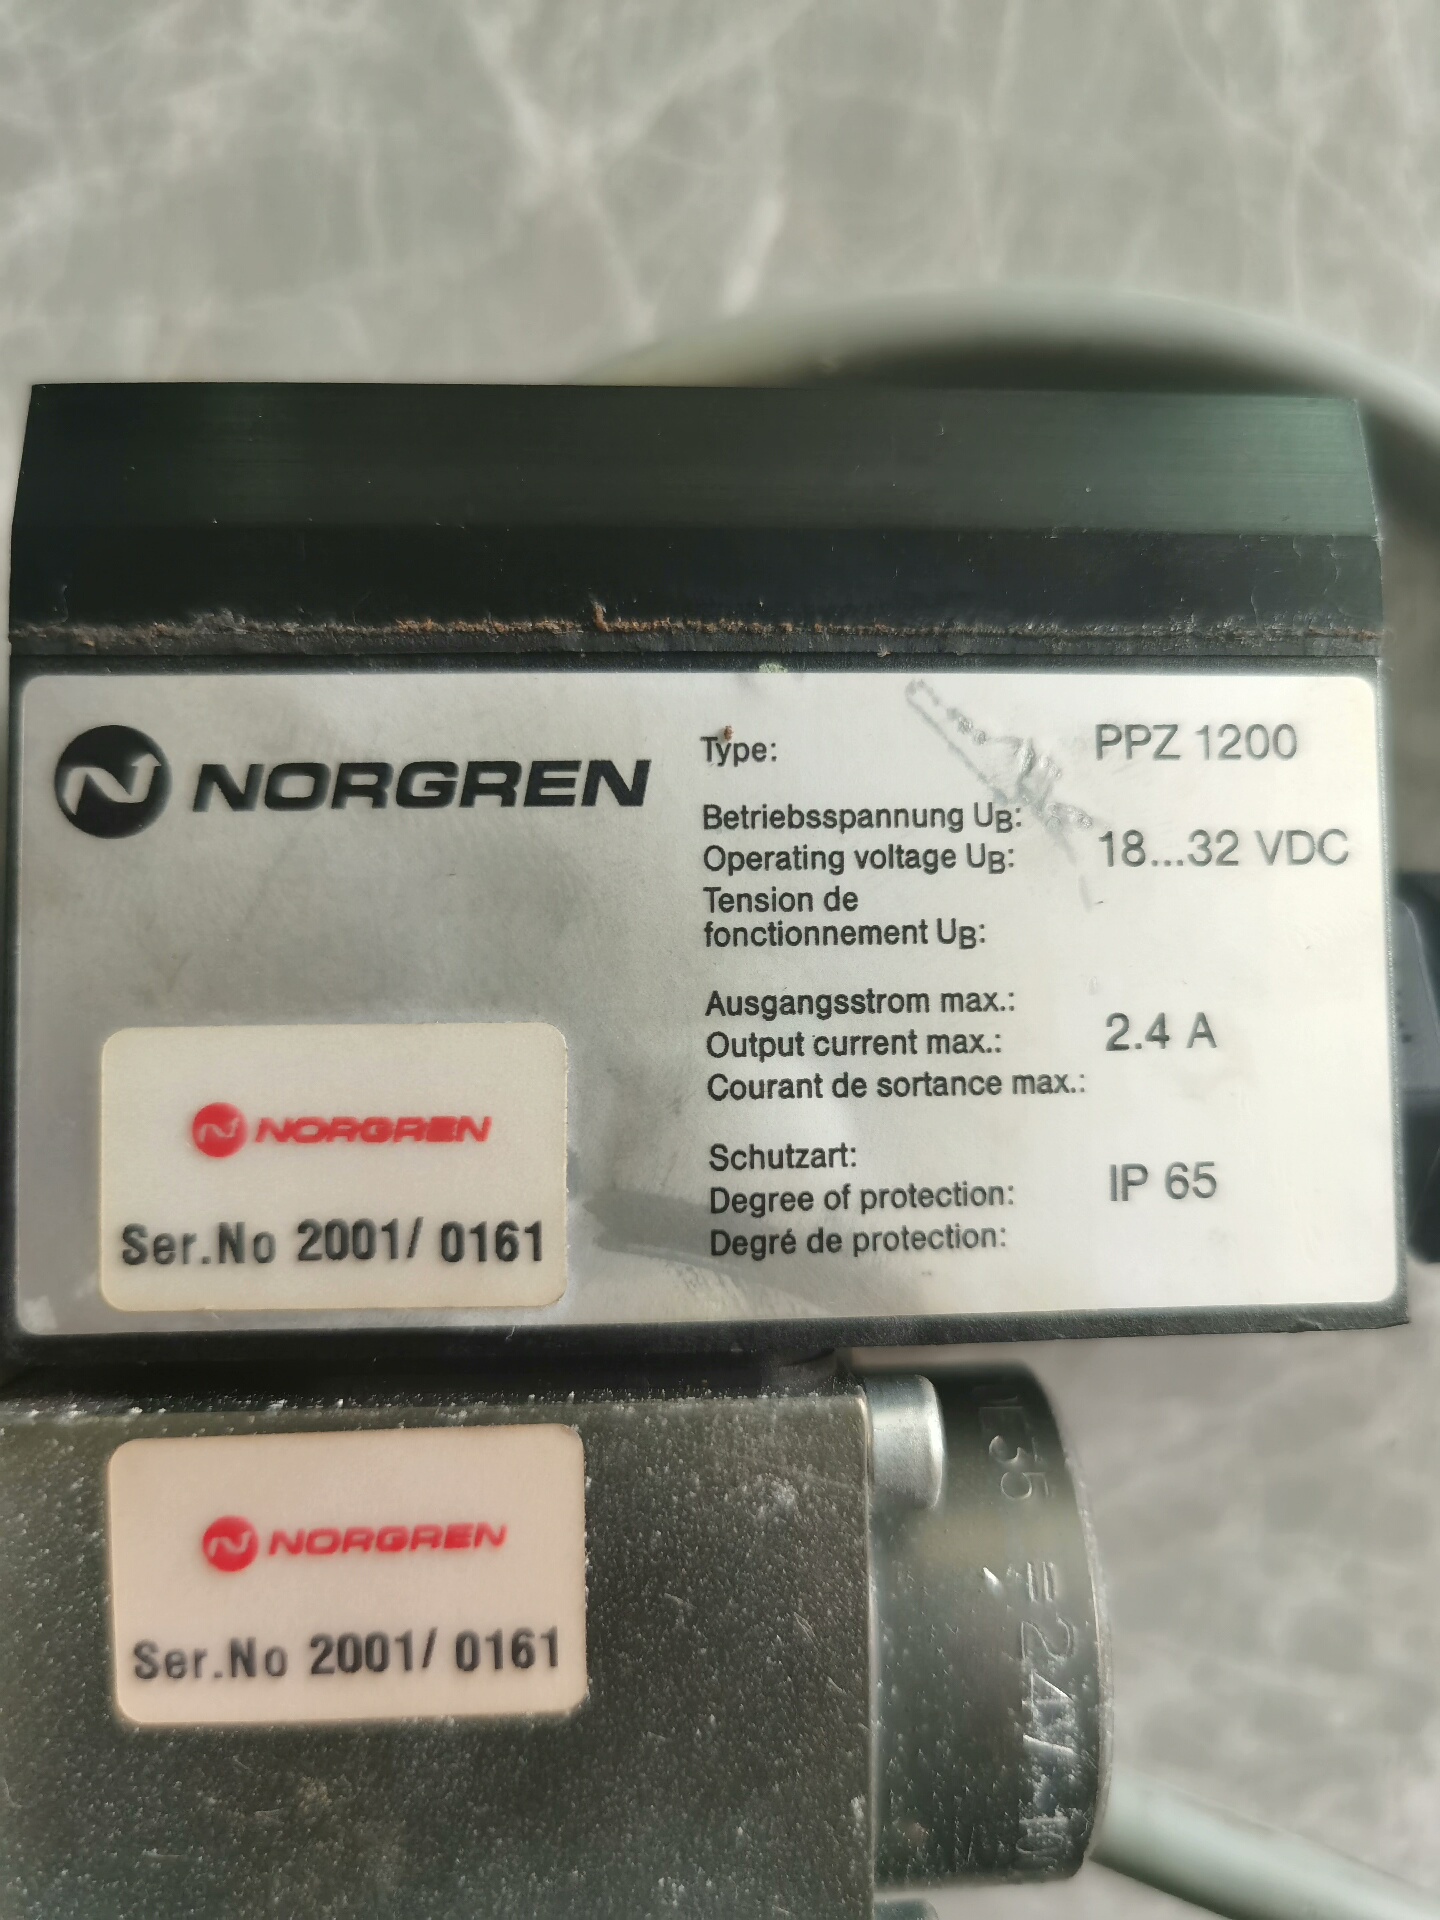 NORGREN
Type: PPZ 1200
Betriebsspannung UB:
Operating voltage UB: 18...32 VDC
Tension de
fonctionnement UB:
Ausgangsstrom max.:
Output current max.: 2.4 A
Courant de sortance max.:
Schutzart:
Degree of protection: IP 65
Degré de protection:
NORGREN
Ser.No 2001/ 0161
NORGREN
Ser.No 2001/ 0161